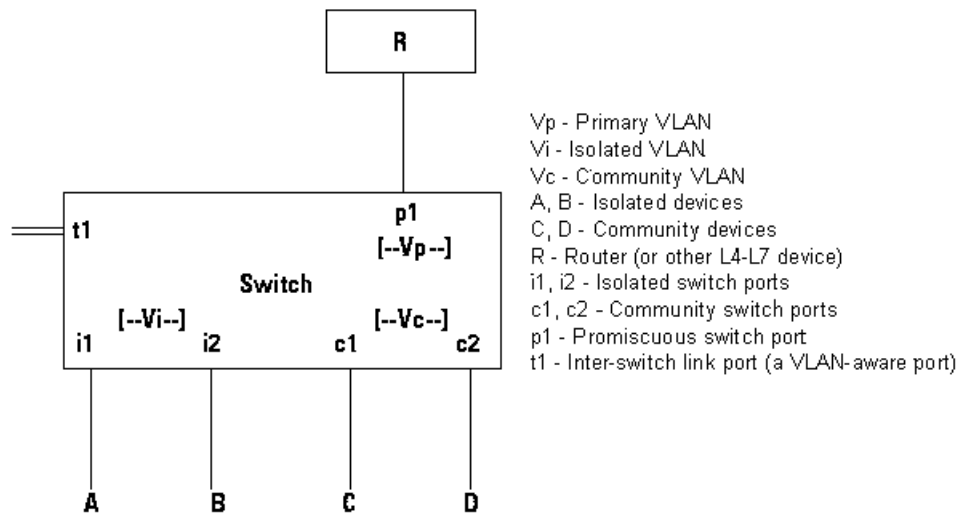 R
Vp - Primary VLAN
Vi - Isolated VLAN
Vc - Community VLAN
A, B - Isolated devices
C, D - Community devices
R - Router (or other L4-L7 device)
i1, i2 - Isolated switch ports
c1, c2 - Community switch ports
p1 - Promiscuous switch port
t1 - Inter-switch link port (a VLAN-aware port)
t1
p1
[--Vp--]
Switch
[--Vi--]
[--Vc--]
i1 i2 c1 c2
A B C D